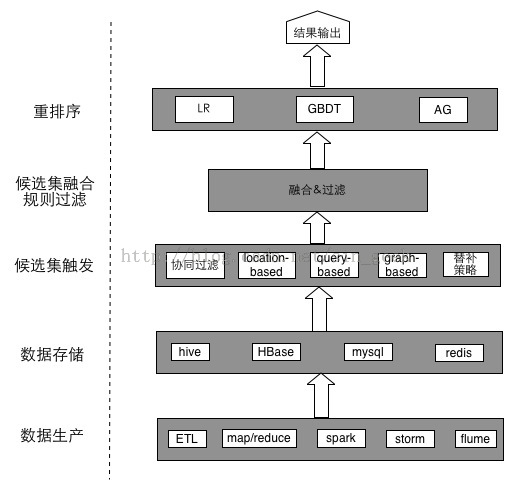 结果输出
重排序
LR
GBDT
AG
候选集融合
规则过滤
融合&过滤
候选集触发
协同过滤
location-
based
query-
based
graph-
based
替补
策略
数据存储
hive
HBase
mysql
redis
数据生产
ETL
map/reduce
spark
storm
flume